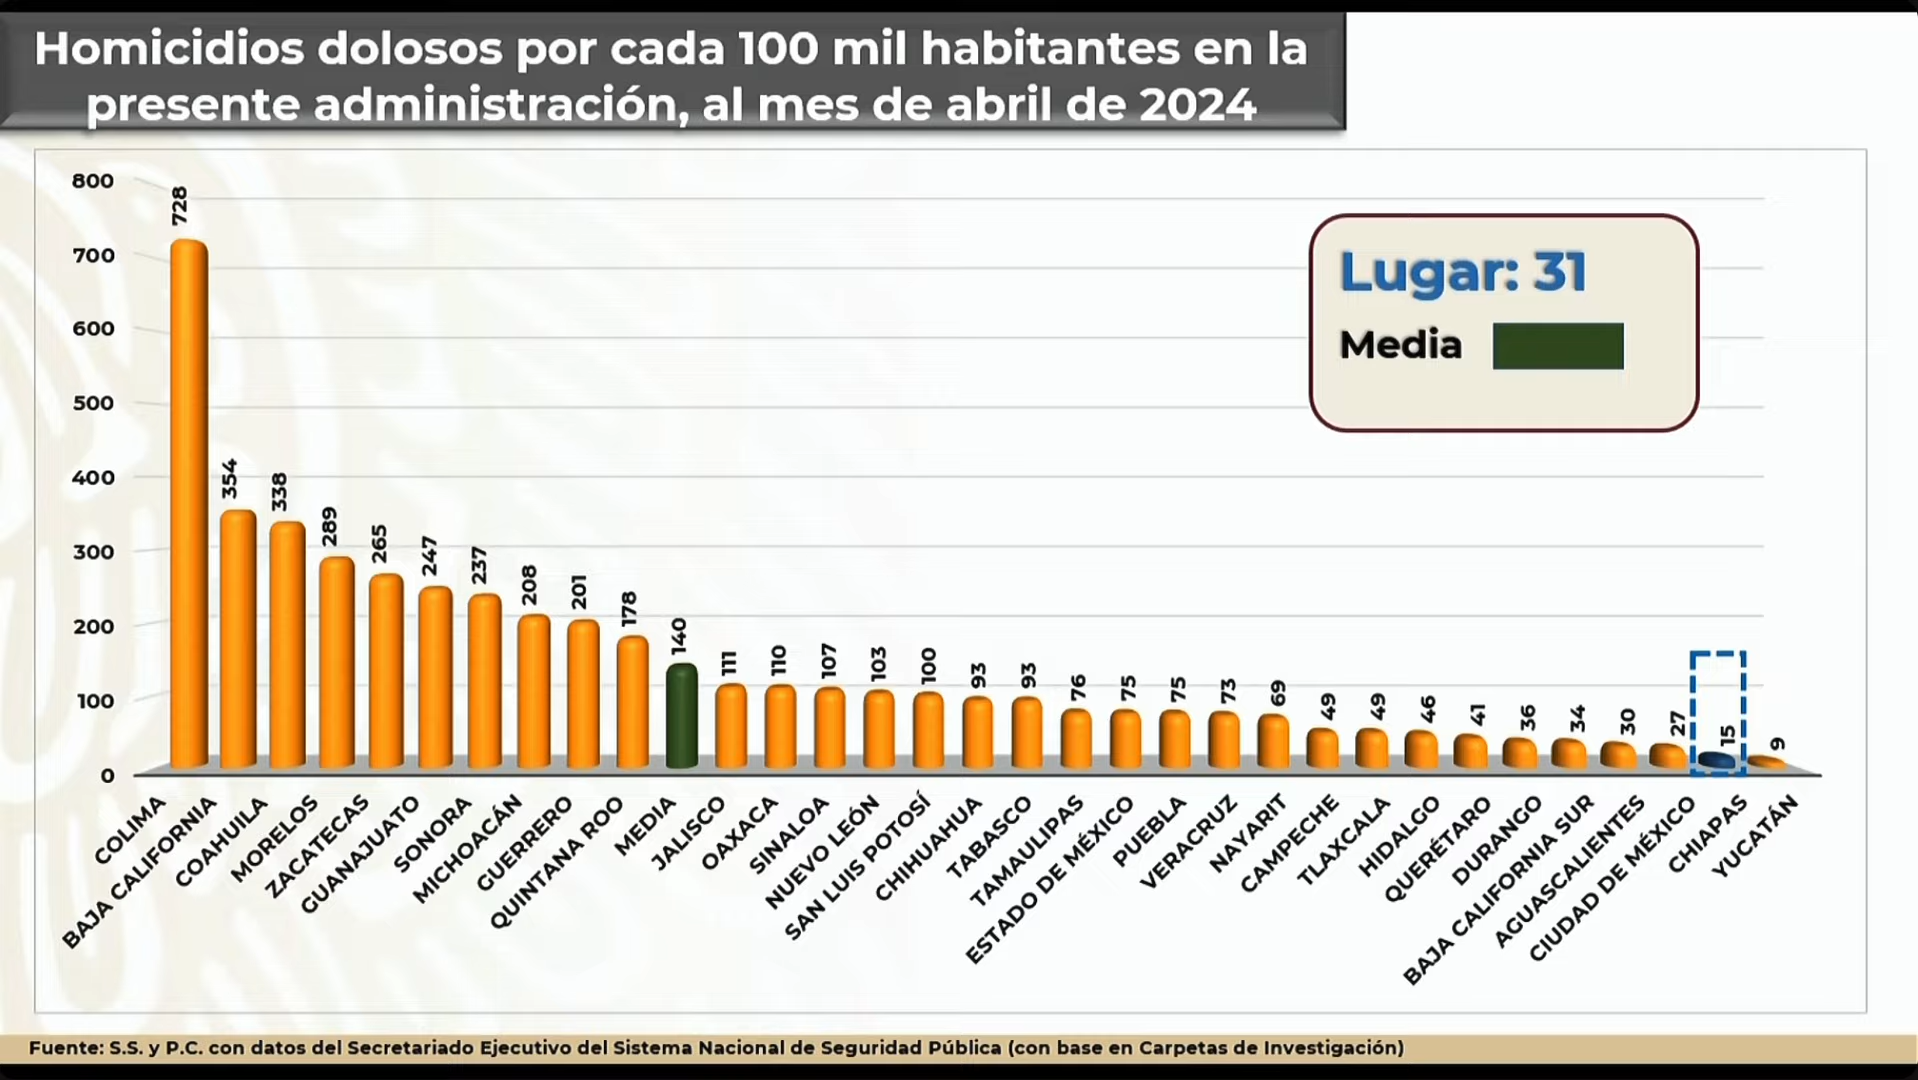 Homicidios dolosos por cada 100 mil habitantes en la
presente administración, al mes de abril de 2024
800
700
600
500
400
300
200
100
0
728
354
338
289
265
247
237
208
201
178
140
111
110
107
103
100
93
93
76
75
75
73
69
49
49
46
41
36
34
30
27
15
9
Lugar: 31
Media
COLIMA
BAJA CALIFORNIA
COAHUILA
MORELOS
ZACATECAS
GUANAJUATO
SONORA
MICHOACÁN
GUERRERO
QUINTANA ROO
MEDIA
JALISCO
OAXACA
SINALOA
NUEVO LEÓN
SAN LUIS POTOSÍ
CHIHUAHUA
TABASCO
TAMAULIPAS
ESTADO DE MÉXICO
PUEBLA
VERACRUZ
NAYARIT
CAMPECHE
TLAXCALA
HIDALGO
QUERÉTARO
DURANGO
BAJA CALIFORNIA SUR
AGUASCALIENTES
CIUDAD DE MÉXICO
CHIAPAS
YUCATÁN
Fuente: S.S. y P.C. con datos del Secretariado Ejecutivo del Sistema Nacional de Seguridad Pública (con base en Carpetas de Investigación)